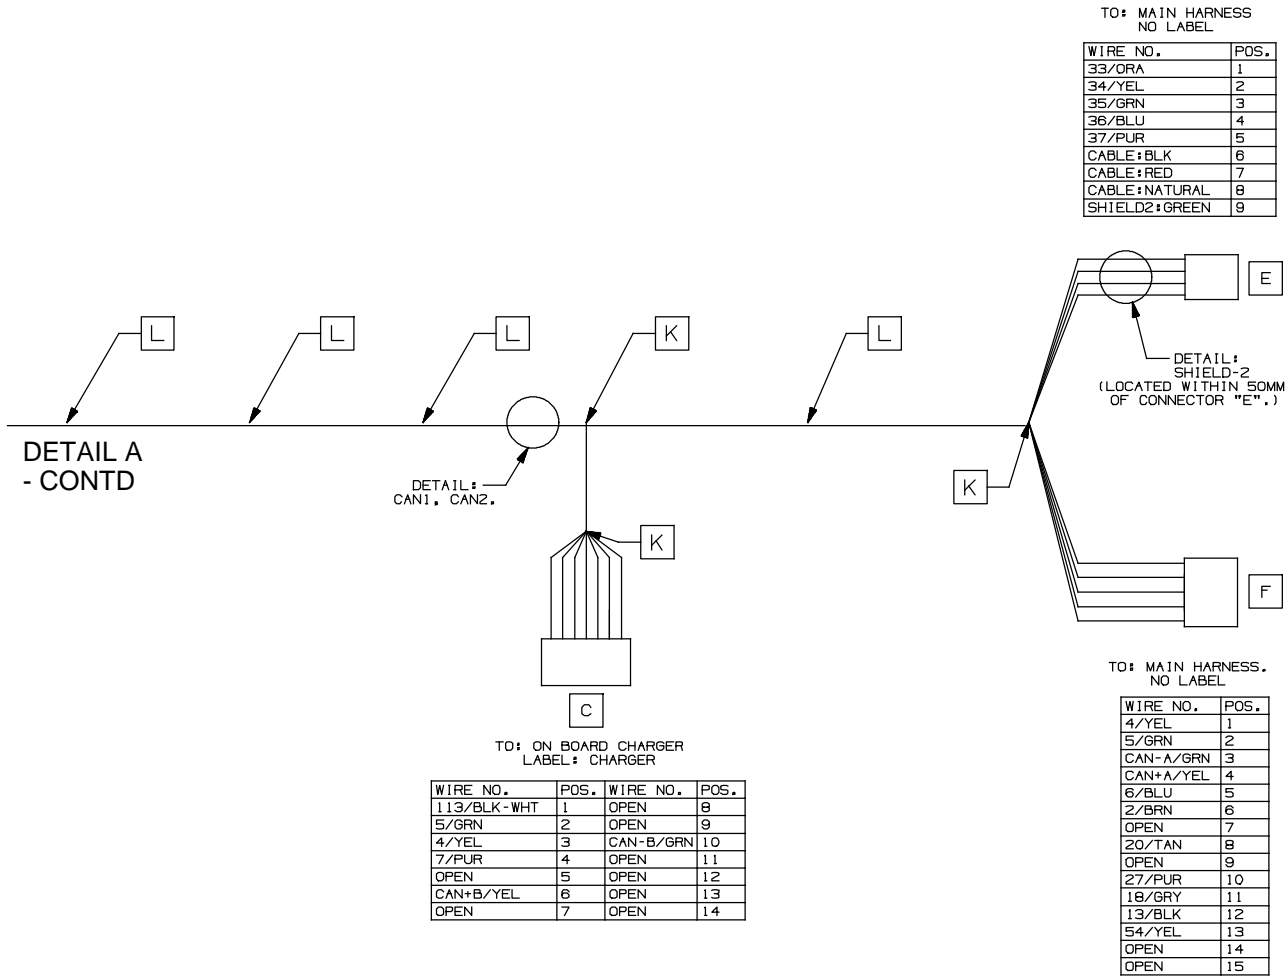 TO: MAIN HARNESS
NO LABEL
WIRE NO. POS.
33/ORA 1
34/YEL 2
35/GRN 3
36/BLU 4
37/PUR 5
CABLE:BLK 6
CABLE:RED 7
CABLE:NATURAL 8
SHIELD2:GREEN 9
E
L
L
L
K
L
DETAIL:
SHIELD-2
(LOCATED WITHIN 50MM
OF CONNECTOR "E".)
DETAIL A
- CONTD
DETAIL:
CAN1, CAN2.
K
K
F
C
TO: ON BOARD CHARGER
LABEL: CHARGER
WIRE NO. POS. WIRE NO. POS.
113/BLK-WHT 1 OPEN 8
5/GRN 2 OPEN 9
4/YEL 3 CAN-B/GRN 10
7/PUR 4 OPEN 11
OPEN 5 OPEN 12
CAN+B/YEL 6 OPEN 13
OPEN 7 OPEN 14
TO: MAIN HARNESS.
NO LABEL
WIRE NO. POS.
4/YEL 1
5/GRN 2
CAN-A/GRN 3
CAN+A/YEL 4
6/BLU 5
2/BRN 6
OPEN 7
20/TAN 8
OPEN 9
27/PUR 10
18/GRY 11
13/BLK 12
54/YEL 13
OPEN 14
OPEN 15